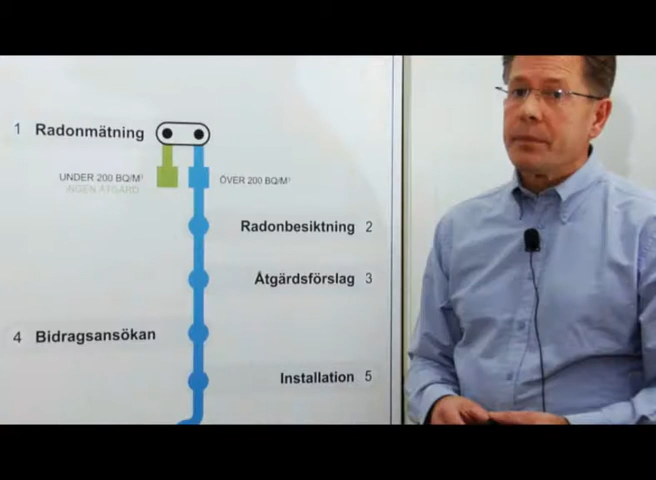 1 Radonmätning
UNDER 200 BQ/M³
INGEN ÅTGÄRD
ÖVER 200 BQ/M³
Radonbesiktning 2
Åtgärdsförslag 3
4 Bidragsansökan
Installation 5